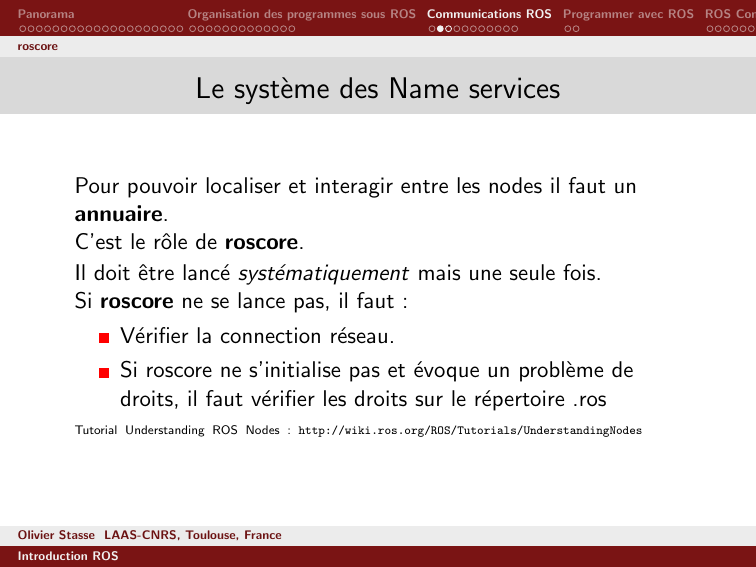 Panorama Organisation des programmes sous ROS Communications ROS Programmer avec ROS ROS Con
roscore
Le système des Name services
Pour pouvoir localiser et interagir entre les nodes il faut un
annuaire.
C'est le rôle de roscore.
Il doit être lancé systématiquement mais une seule fois.
Si roscore ne se lance pas, il faut :
Vérifier la connection réseau.
Si roscore ne s'initialise pas et évoque un problème de
droits, il faut vérifier les droits sur le répertoire .ros
Tutorial Understanding ROS Nodes : http://wiki.ros.org/ROS/Tutorials/UnderstandingNodes
Olivier Stasse LAAS-CNRS, Toulouse, France
Introduction ROS